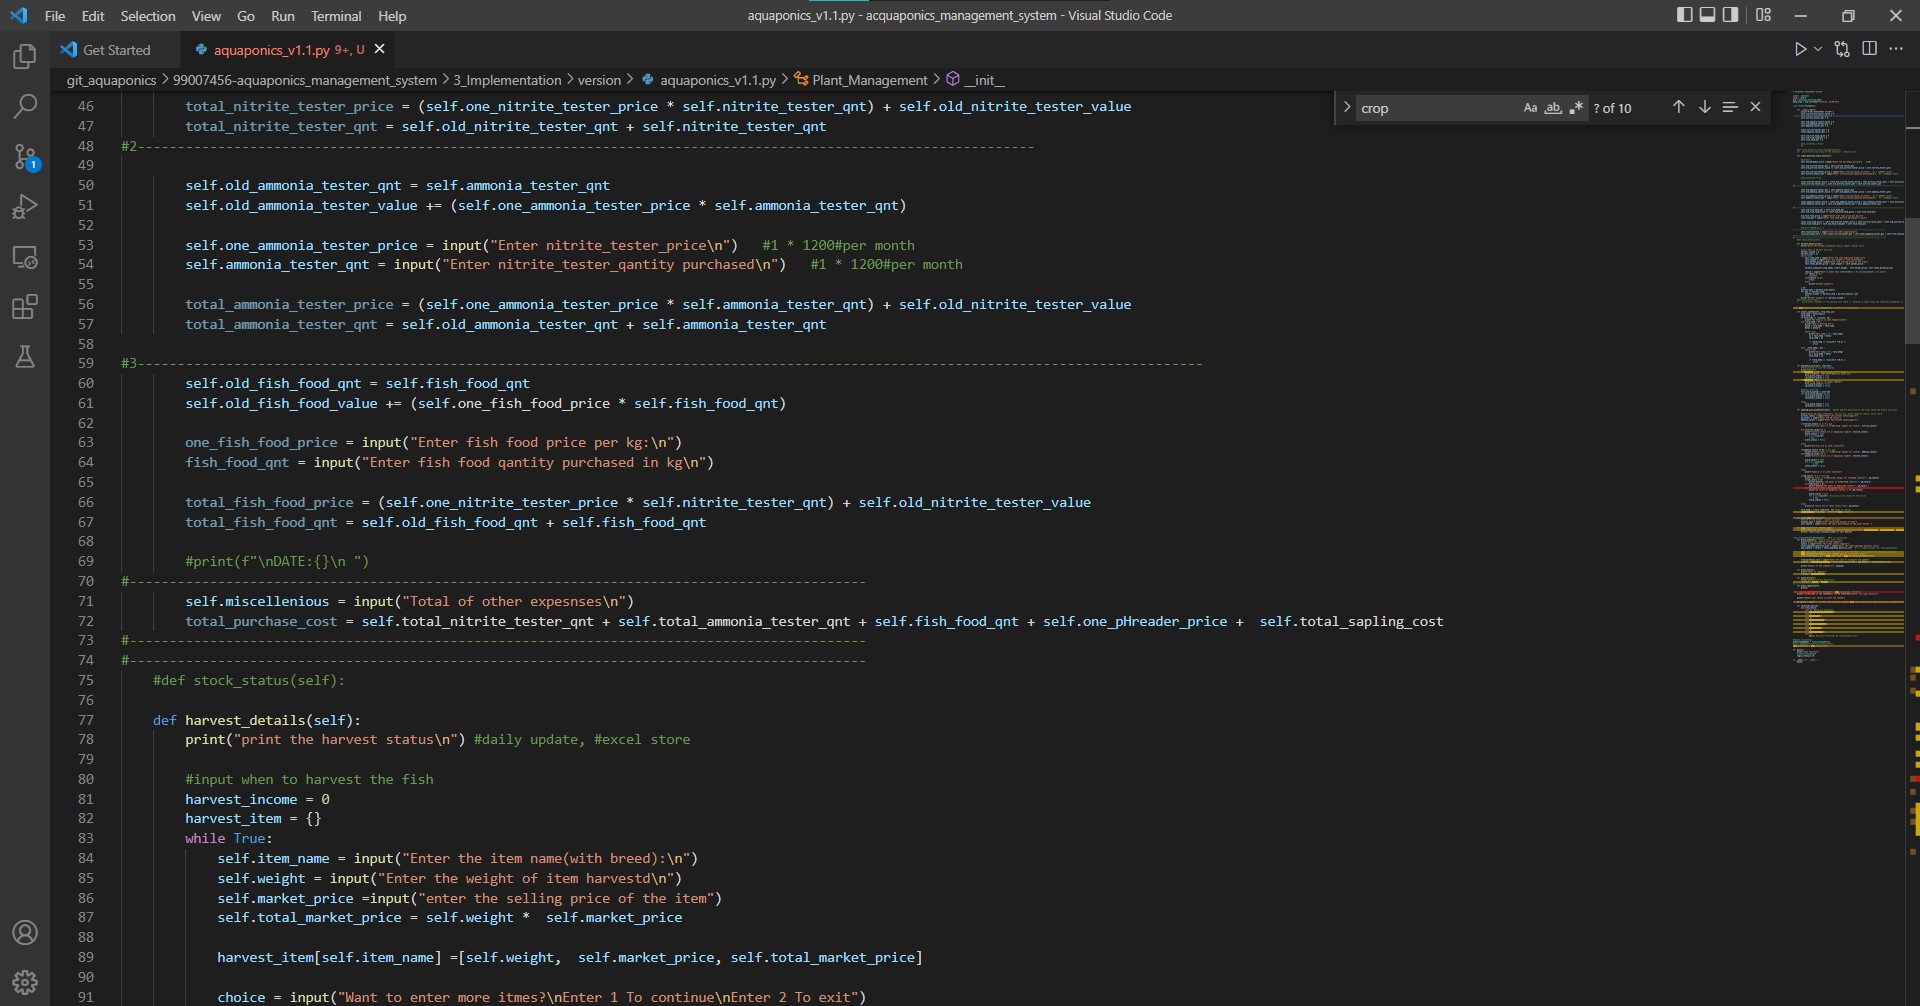 File Edit Selection View Go Run Terminal Help
aquaponics_v1.1.py - acquaponics_management_system - Visual Studio Code
Get Started
aquaponics_v1.1.py 9+, U
git_aquaponics > 99007456-aquaponics_management_system > 3_Implementation > version > aquaponics_v1.1.py > Plant_Management > __init__
crop Aa ab ? of 10
1
46 total_nitrite_tester_price = (self.one_nitrite_tester_price * self.nitrite_tester_qnt) + self.old_nitrite_tester_value
47 total_nitrite_tester_qnt = self.old_nitrite_tester_qnt + self.nitrite_tester_qnt
48 #2----------------------------------------------------------------------------------------------------------------
49
50 self.old_ammonia_tester_qnt = self.ammonia_tester_qnt
51 self.old_ammonia_tester_value += (self.one_ammonia_tester_price * self.ammonia_tester_qnt)
52
53 self.one_ammonia_tester_price = input("Enter nitrite_tester_price\n")   #1 * 1200#per month
54 self.ammonia_tester_qnt = input("Enter nitrite_tester_qantity purchased\n")   #1 * 1200#per month
55
56 total_ammonia_tester_price = (self.one_ammonia_tester_price * self.ammonia_tester_qnt) + self.old_nitrite_tester_value
57 total_ammonia_tester_qnt = self.old_ammonia_tester_qnt + self.ammonia_tester_qnt
58
59 #3-------------------------------------------------------------------------------------------------------------------------------------
60 self.old_fish_food_qnt = self.fish_food_qnt
61 self.old_fish_food_value += (self.one_fish_food_price * self.fish_food_qnt)
62
63 one_fish_food_price = input("Enter fish food price per kg:\n")
64 fish_food_qnt = input("Enter fish food qantity purchased in kg\n")
65
66 total_fish_food_price = (self.one_nitrite_tester_price * self.nitrite_tester_qnt) + self.old_nitrite_tester_value
67 total_fish_food_qnt = self.old_fish_food_qnt + self.fish_food_qnt
68
69 #print(f"\nDATE:{}\n ")
70 #--------------------------------------------------------------------------------------------
71 self.miscellenious = input("Total of other expesnses\n")
72 total_purchase_cost = self.total_nitrite_tester_qnt + self.total_ammonia_tester_qnt + self.fish_food_qnt + self.one_pHreader_price +  self.total_sapling_cost
73 #--------------------------------------------------------------------------------------------
74 #--------------------------------------------------------------------------------------------
75 #def stock_status(self):
76
77 def harvest_details(self):
78 print("print the harvest status\n") #daily update, #excel store
79
80 #input when to harvest the fish
81 harvest_income = 0
82 harvest_item = {}
83 while True:
84 self.item_name = input("Enter the item name(with breed):\n")
85 self.weight = input("Enter the weight of item harvestd\n")
86 self.market_price =input("enter the selling price of the item")
87 self.total_market_price = self.weight *  self.market_price
88
89 harvest_item[self.item_name] =[self.weight,  self.market_price, self.total_market_price]
90
91 choice = input("Want to enter more itmes?\nEnter 1 To continue\nEnter 2 To exit")